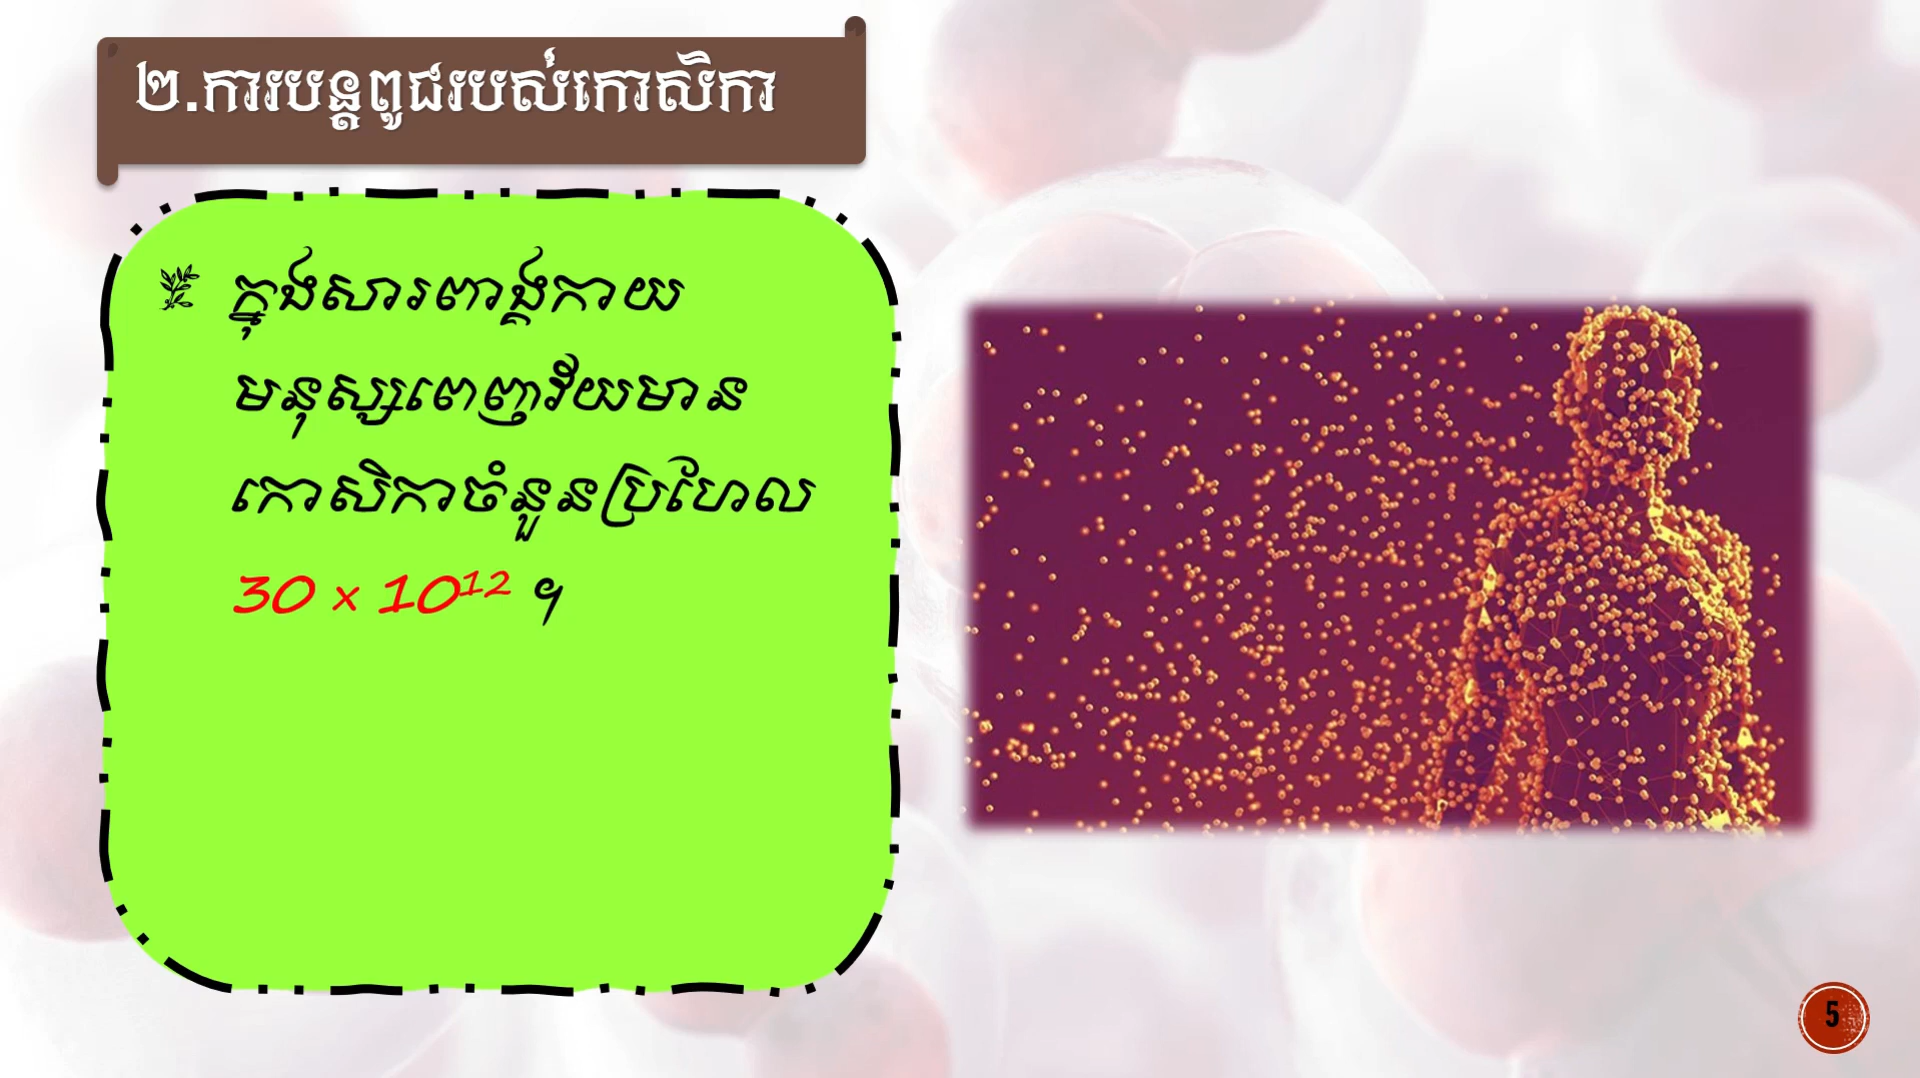 ២.ការបន្តពូជរបស់កោសិកា
ក្នុងសារពាង្គកាយ
មនុស្សពេញវ័យមាន
កោសិកាចំនួនប្រហែល
30 x 10¹² ។
5